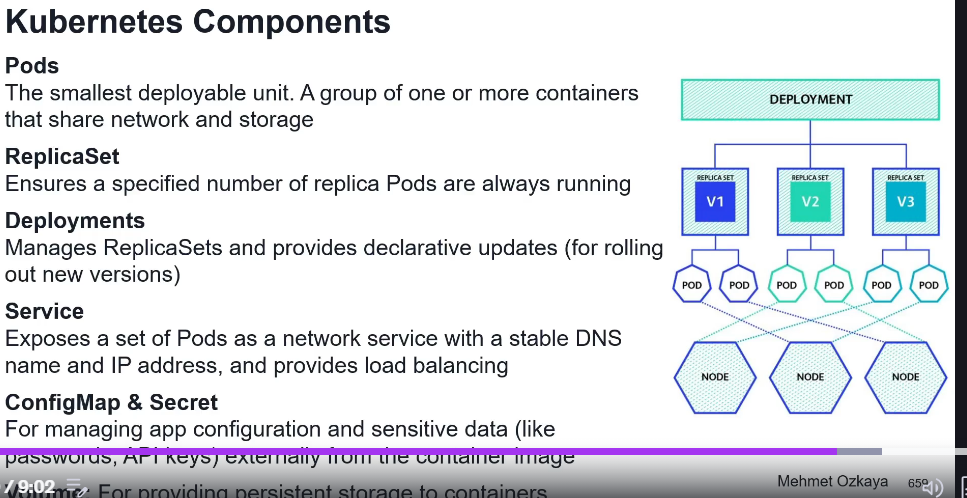 Kubernetes Components
Pods
The smallest deployable unit. A group of one or more containers
that share network and storage
ReplicaSet
Ensures a specified number of replica Pods are always running
Deployments
Manages ReplicaSets and provides declarative updates (for rolling
out new versions)
Service
Exposes a set of Pods as a network service with a stable DNS
name and IP address, and provides load balancing
ConfigMap & Secret
For managing app configuration and sensitive data (like
passwords, API keys) externally from the container image
Volume: For providing persistent storage to containers
DEPLOYMENT
REPLICA SET
REPLICA SET
REPLICA SET
V1
V2
V3
POD
POD
POD
POD
POD
POD
NODE
NODE
NODE
/ 9:02
Mehmet Ozkaya
659